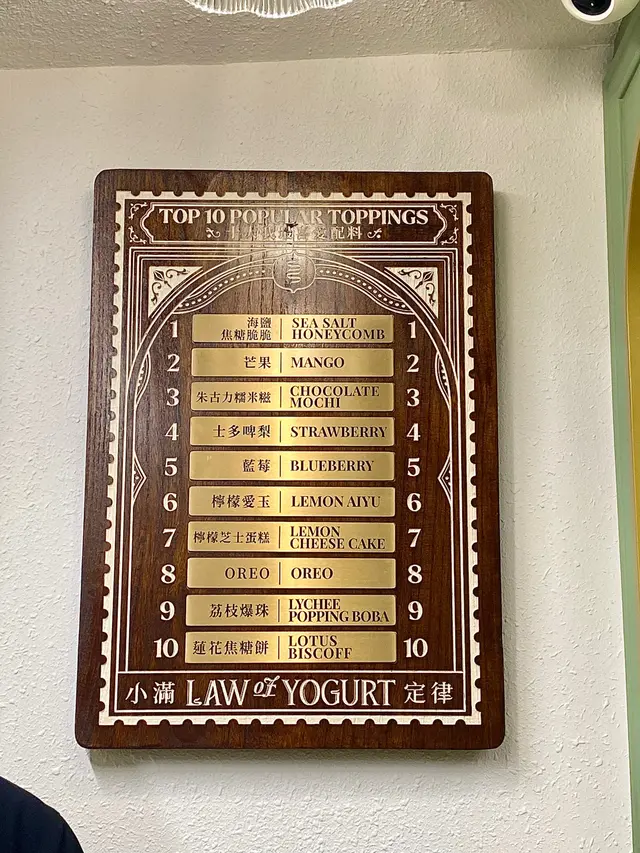 TOP 10 POPULAR TOPPINGS
配料
1 海鹽 焦糖脆脆 SEA SALT HONEYCOMB 1
2 芒果 MANGO 2
3 朱古力糯米糍 CHOCOLATE MOCHI 3
4 士多啤梨 STRAWBERRY 4
5 藍莓 BLUEBERRY 5
6 檸檬愛玉 LEMON AIYU 6
7 檸檬芝士蛋糕 LEMON CHEESE CAKE 7
8 OREO OREO 8
9 荔枝爆珠 LYCHEE POPPING BOBA 9
10 蓮花焦糖餅 LOTUS BISCOFF 10
小滿 LAW of YOGURT 定律